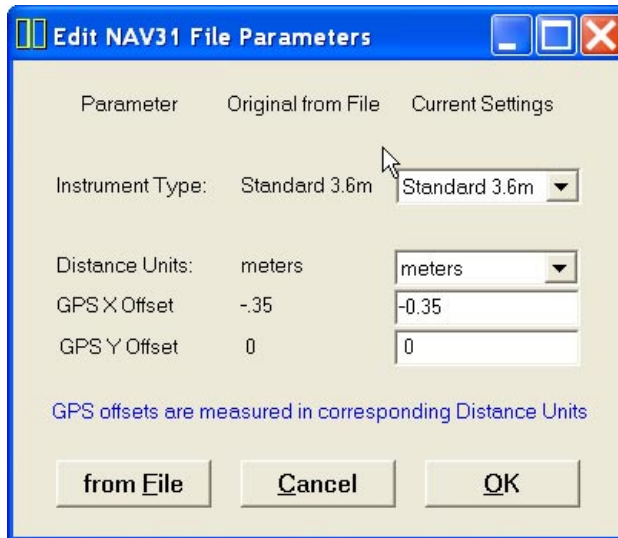 Edit NAV31 File Parameters
Parameter Original from File Current Settings
Instrument Type: Standard 3.6m Standard 3.6m
Distance Units: meters meters
GPS X Offset -.35 -0.35
GPS Y Offset 0 0
GPS offsets are measured in corresponding Distance Units
from File Cancel OK